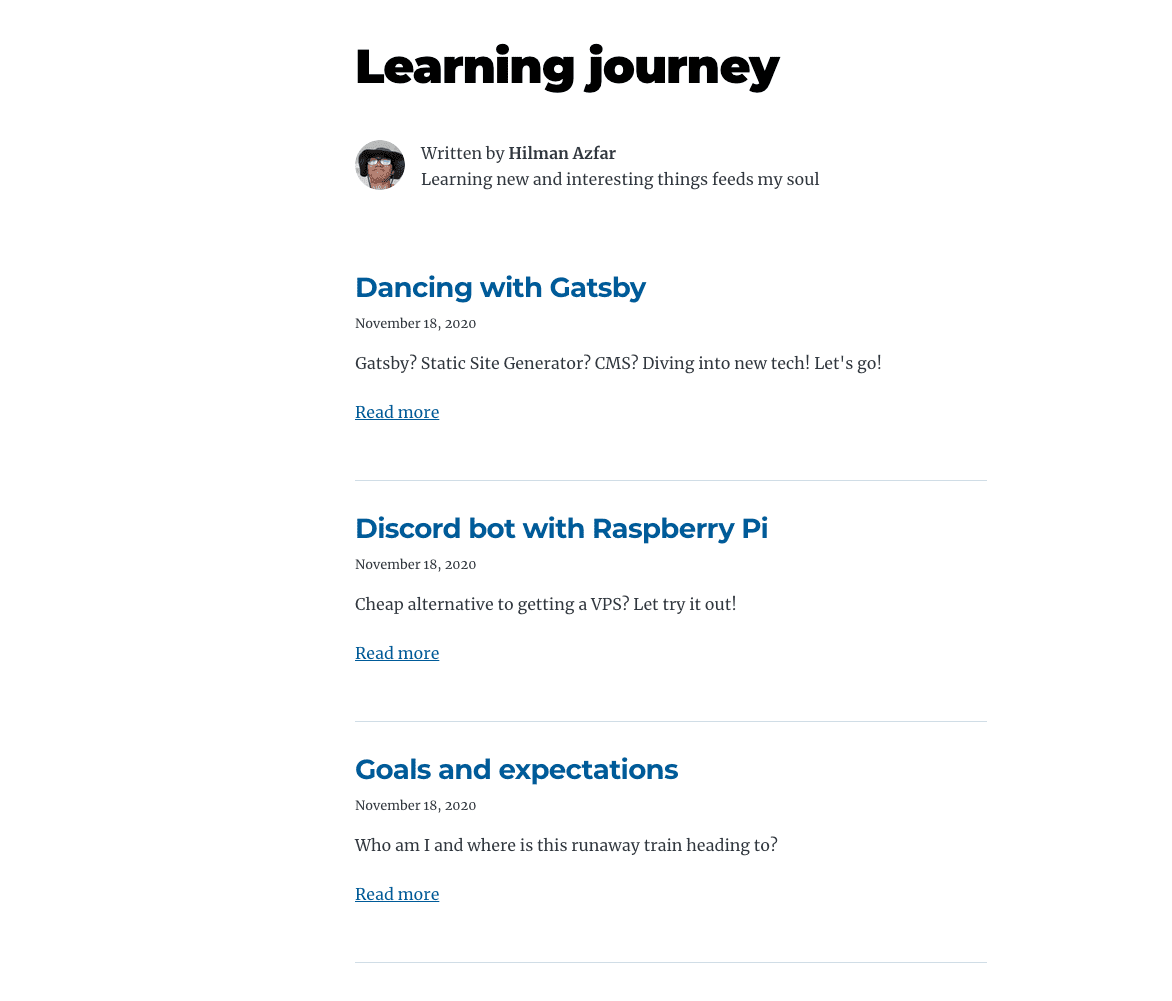 Learning journey
Written by Hilman Azfar
Learning new and interesting things feeds my soul
Dancing with Gatsby
November 18, 2020
Gatsby? Static Site Generator? CMS? Diving into new tech! Let's go!
Read more
Discord bot with Raspberry Pi
November 18, 2020
Cheap alternative to getting a VPS? Let try it out!
Read more
Goals and expectations
November 18, 2020
Who am I and where is this runaway train heading to?
Read more